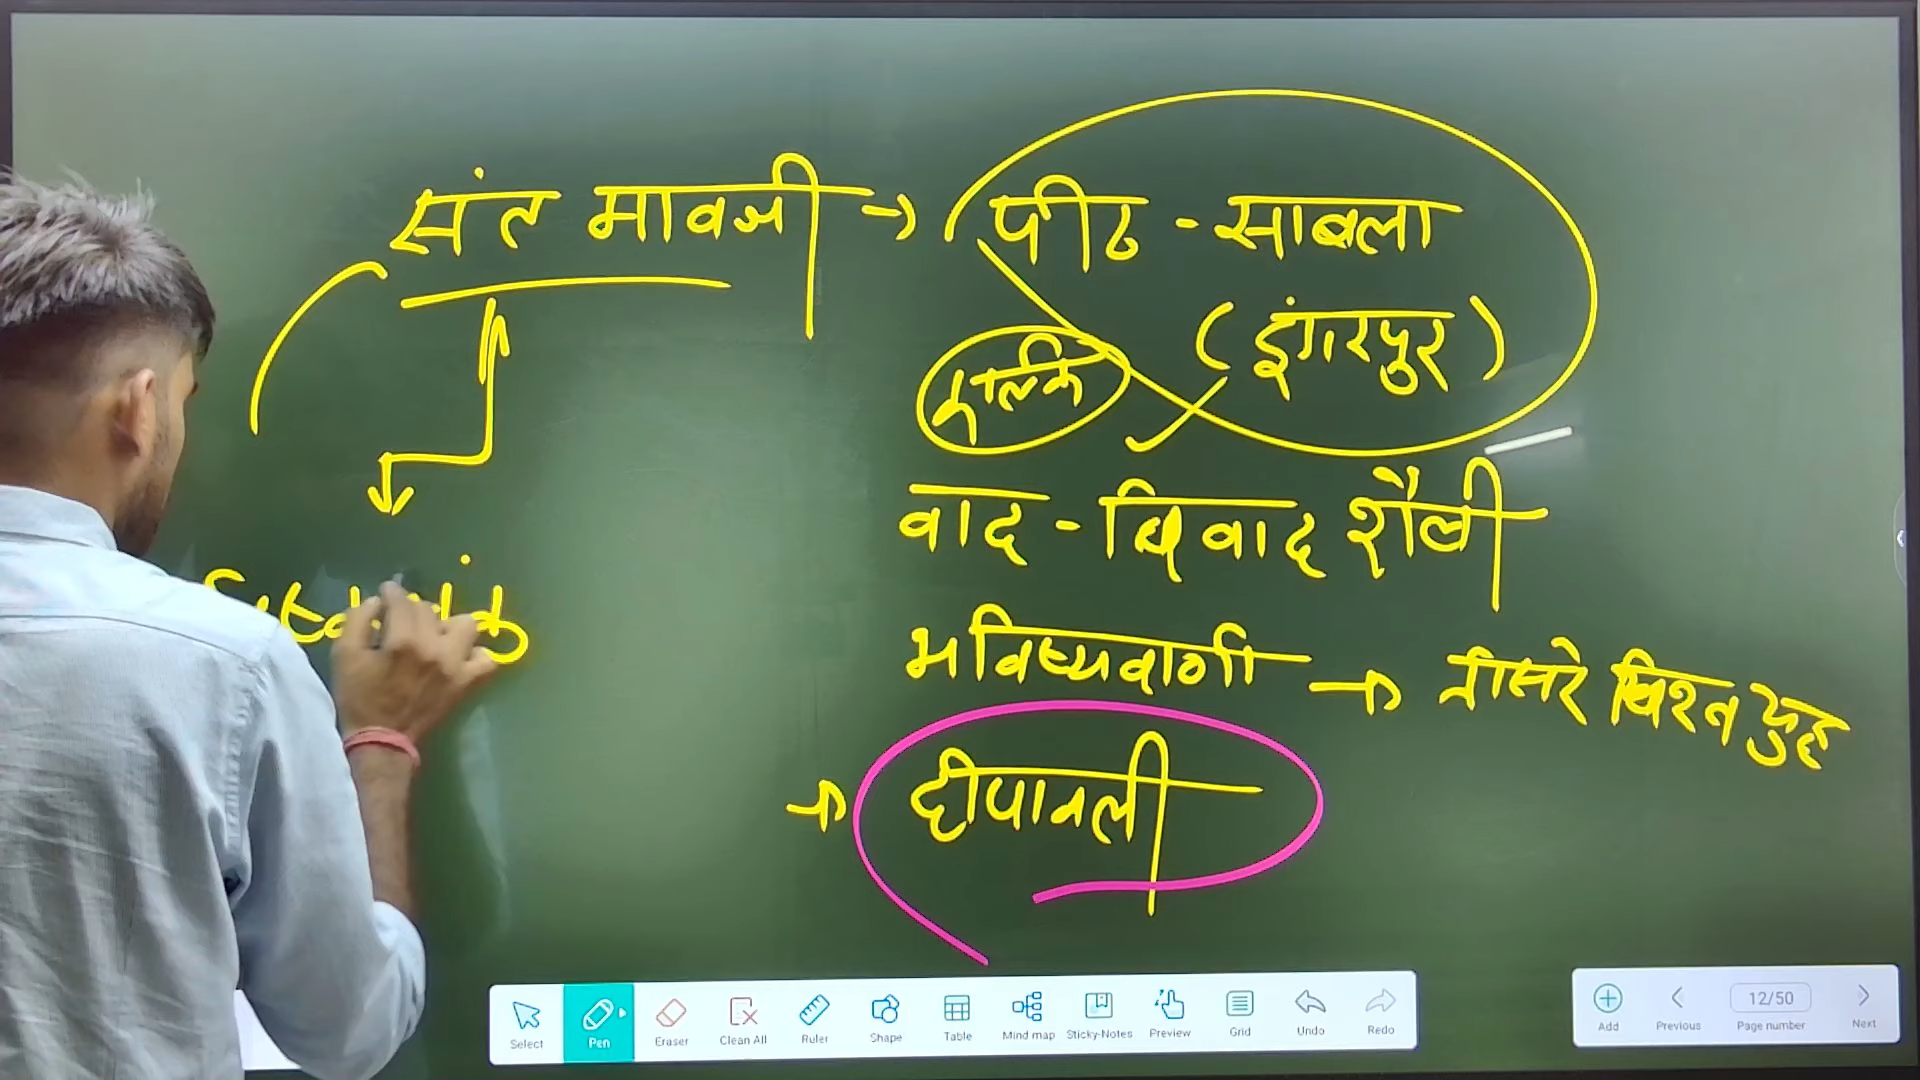 संत मावजी → पीठ - साबला
(डुंगरपुर)
कल्कि
वाद - विवाद शैली
भविष्यवाणी → तीसरे विश्व युद्ध
→ दीपावली
Select Pen Eraser Clean All Ruler Shape Table Mind map Sticky-Notes Preview Grid Undo Redo
12/50
Add Previous Page number Next